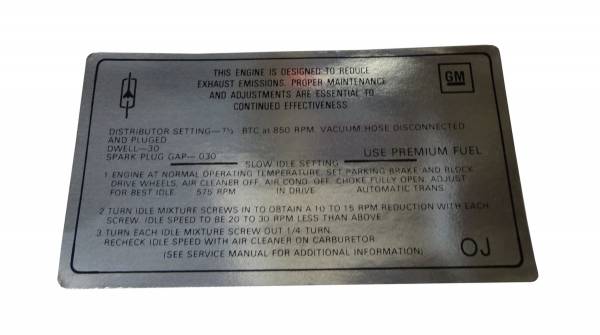 THIS ENGINE IS DESIGNED TO REDUCE
EXHAUST EMISSIONS. PROPER MAINTENANCE
AND ADJUSTMENTS ARE ESSENTIAL TO
CONTINUED EFFECTIVENESS
GM
DISTRIBUTOR SETTING—7½ BTC at 850 RPM. VACUUM HOSE DISCONNECTED
AND PLUGED
DWELL—30
SPARK PLUG GAP—.030
USE PREMIUM FUEL
SLOW IDLE SETTING
1. ENGINE AT NORMAL OPERATING TEMPERATURE, SET PARKING BRAKE AND BLOCK
DRIVE WHEELS, AIR CLEANER OFF. AIR COND. OFF. CHOKE FULLY OPEN. ADJUST
FOR BEST IDLE. 575 RPM IN DRIVE AUTOMATIC TRANS.
2. TURN IDLE MIXTURE SCREWS IN TO OBTAIN A 10 TO 15 RPM REDUCTION WITH EACH
SCREW. IDLE SPEED TO BE 20 TO 30 RPM LESS THAN ABOVE.
3. TURN EACH IDLE MIXTURE SCREW OUT 1/4 TURN.
RECHECK IDLE SPEED WITH AIR CLEANER ON CARBURETOR
(SEE SERVICE MANUAL FOR ADDITIONAL INFORMATION)
OJ